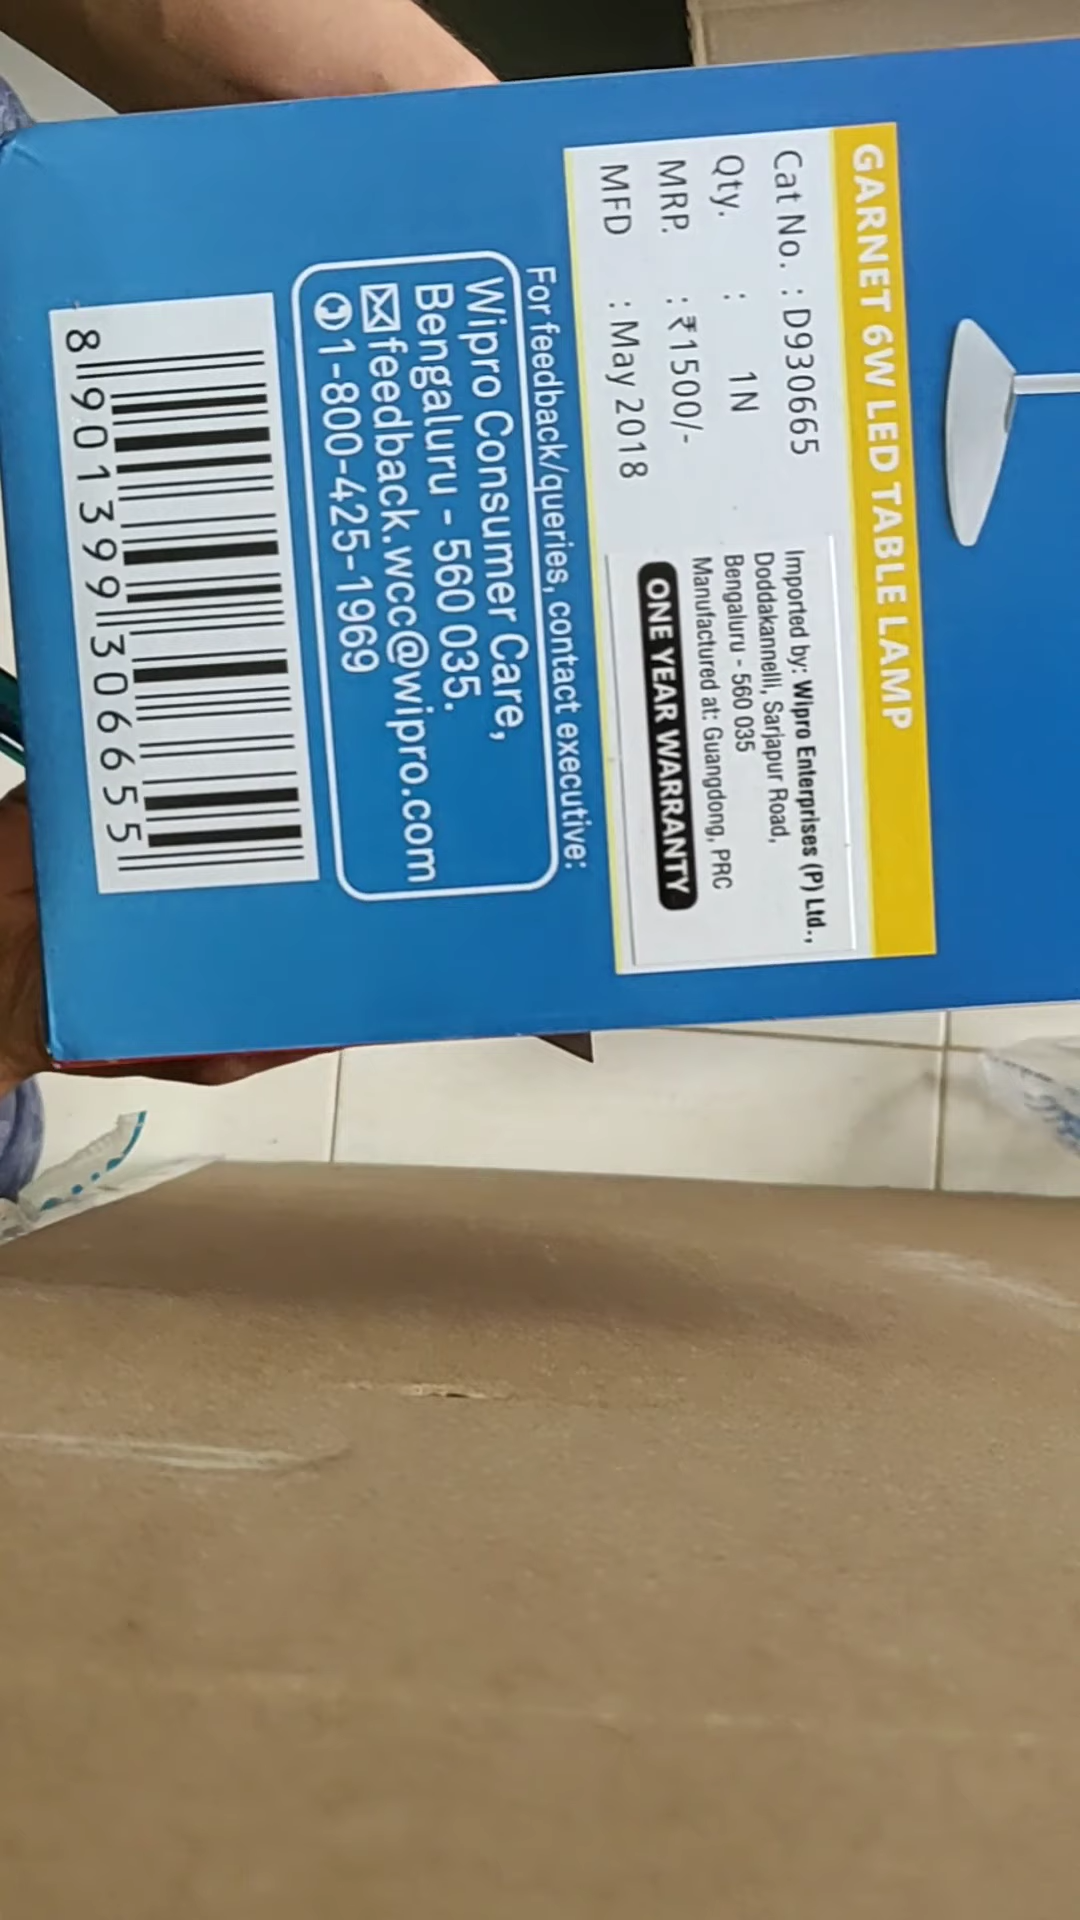 GARNET 6W LED TABLE LAMP
Cat No. : D930665
Qty. : 1N
MRP. : ₹1500/-
MFD : May 2018
Imported by: Wipro Enterprises (P) Ltd.,
Doddakannelli, Sarjapur Road,
Bengaluru - 560 035
Manufactured at: Guangdong, PRC
ONE YEAR WARRANTY
For feedback/queries, contact executive:
Wipro Consumer Care,
Bengaluru - 560 035.
feedback.wcc@wipro.com
1-800-425-1969
8 901399 306655